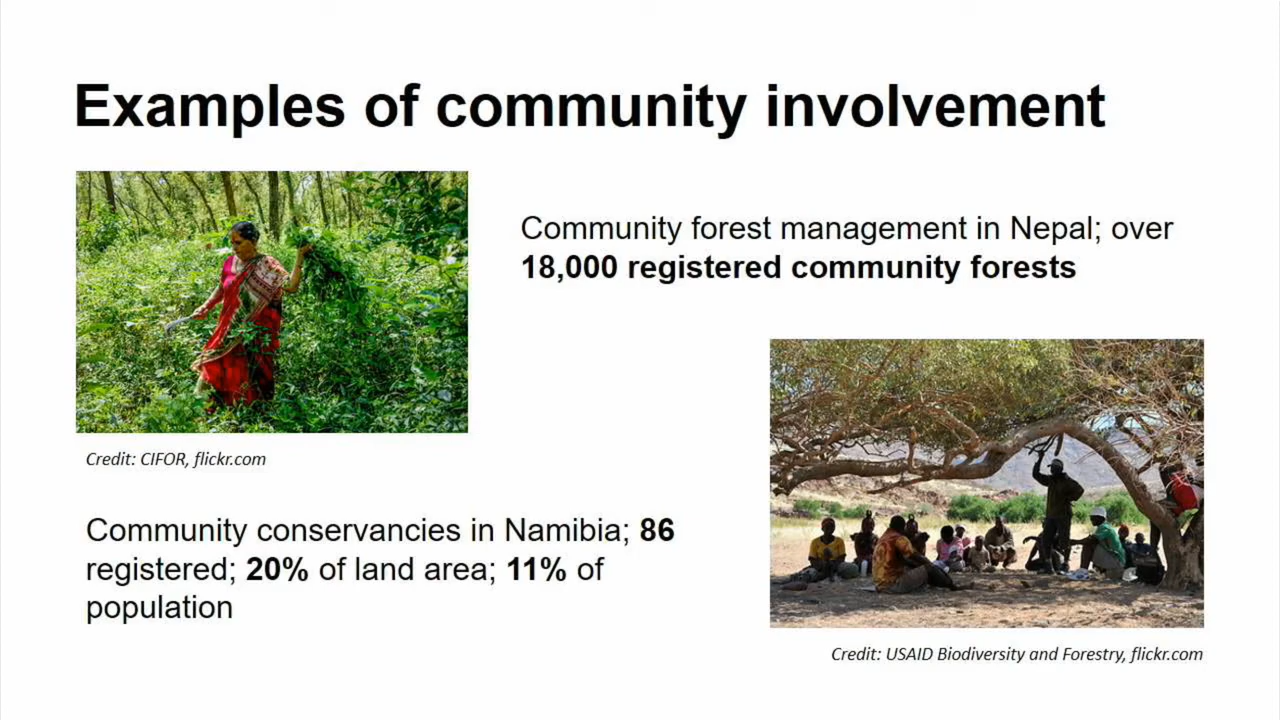 Examples of community involvement
Community forest management in Nepal; over
18,000 registered community forests
Credit: CIFOR, flickr.com
Community conservancies in Namibia; 86
registered; 20% of land area; 11% of
population
Credit: USAID Biodiversity and Forestry, flickr.com